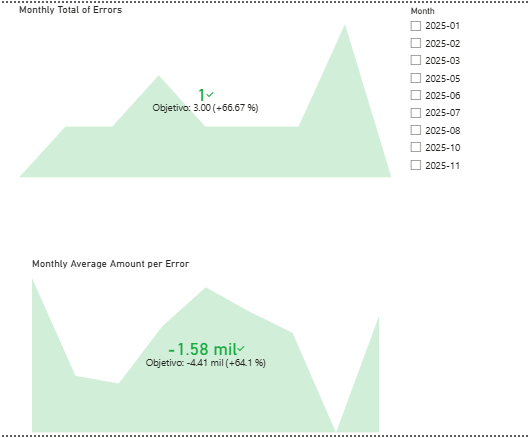 Monthly Total of Errors
1
Objetivo: 3.00 (+66.67 %)
Month
2025-01
2025-02
2025-03
2025-05
2025-06
2025-07
2025-08
2025-10
2025-11
Monthly Average Amount per Error
-1.58 mil
Objetivo: -4.41 mil (+64.1 %)